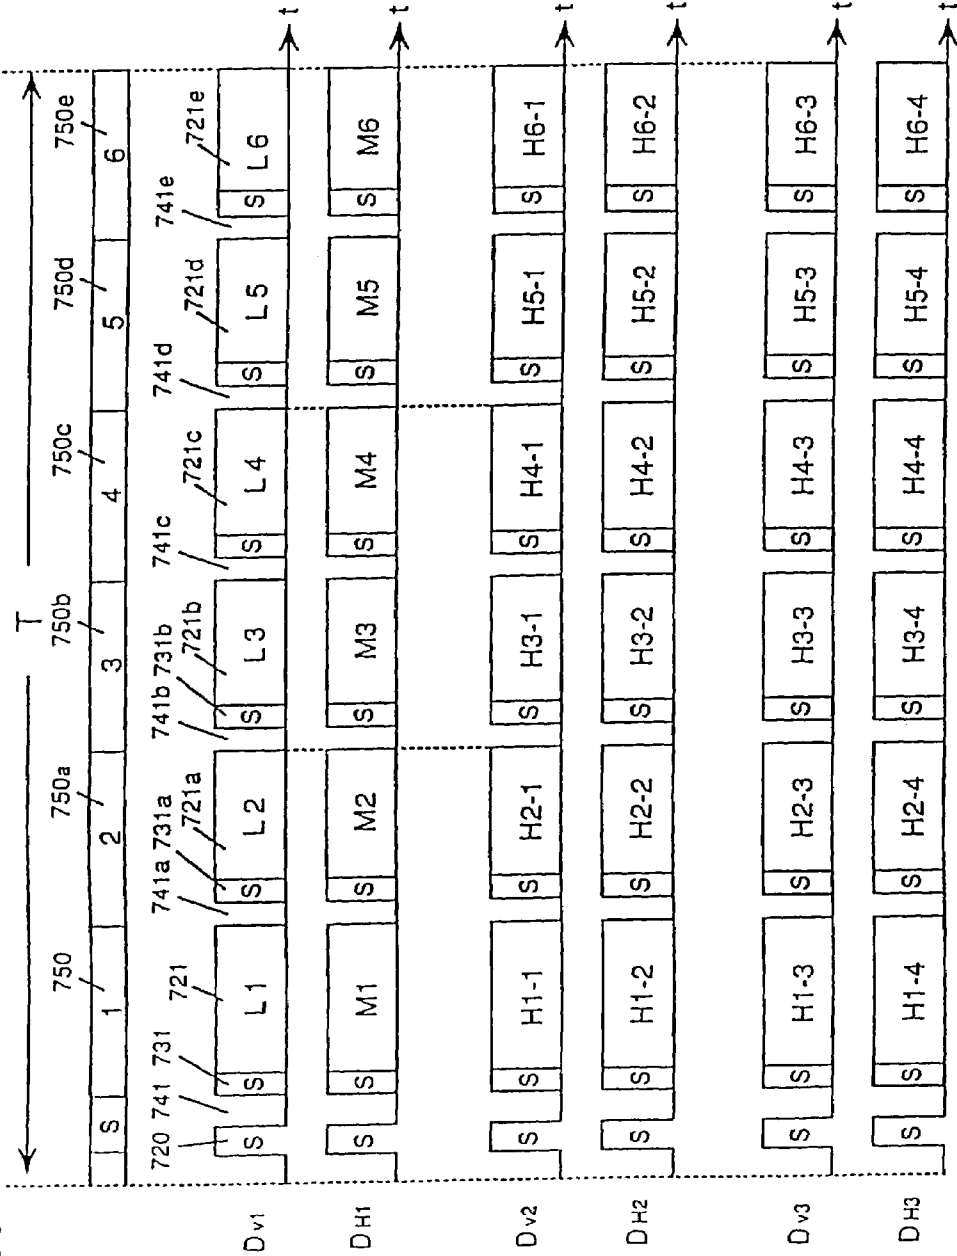 T
750 750a 750b 750c 750d 750e
S 1 2 3 4 5 6
720 741 731 721 741a 731a 721a 741b 731b 721b 741c 721c 741d 721d 741e 721e
DV1 S S L1 S L2 S L3 S L4 S L5 S L6 t
DH1 S S M1 S M2 S M3 S M4 S M5 S M6 t
DV2 S S H1-1 S H2-1 S H3-1 S H4-1 S H5-1 S H6-1 t
DH2 S S H1-2 S H2-2 S H3-2 S H4-2 S H5-2 S H6-2 t
DV3 S S H1-3 S H2-3 S H3-3 S H4-3 S H5-3 S H6-3 t
DH3 S S H1-4 S H2-4 S H3-4 S H4-4 S H5-4 S H6-4 t